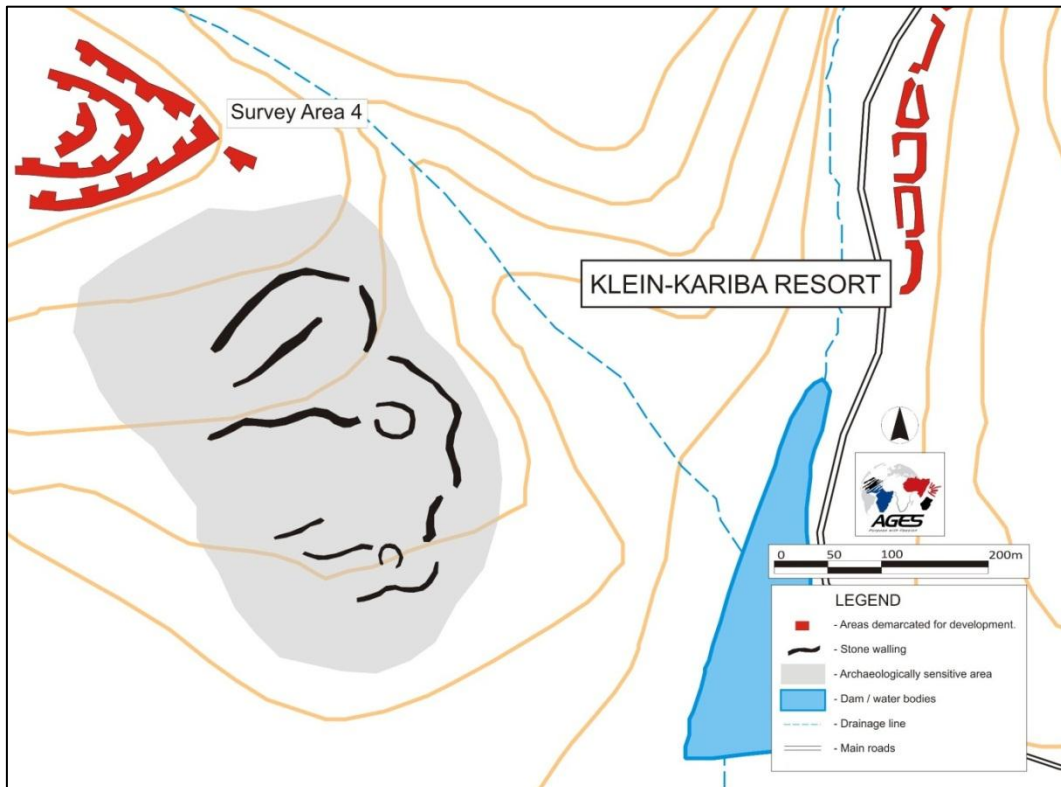 Survey Area 4
KLEIN-KARIBA RESORT
AGES
0 50 100 200m
LEGEND
- Areas demarcated for development.
- Stone walling
- Archaeologically sensitive area
- Dam / water bodies
- Drainage line
- Main roads